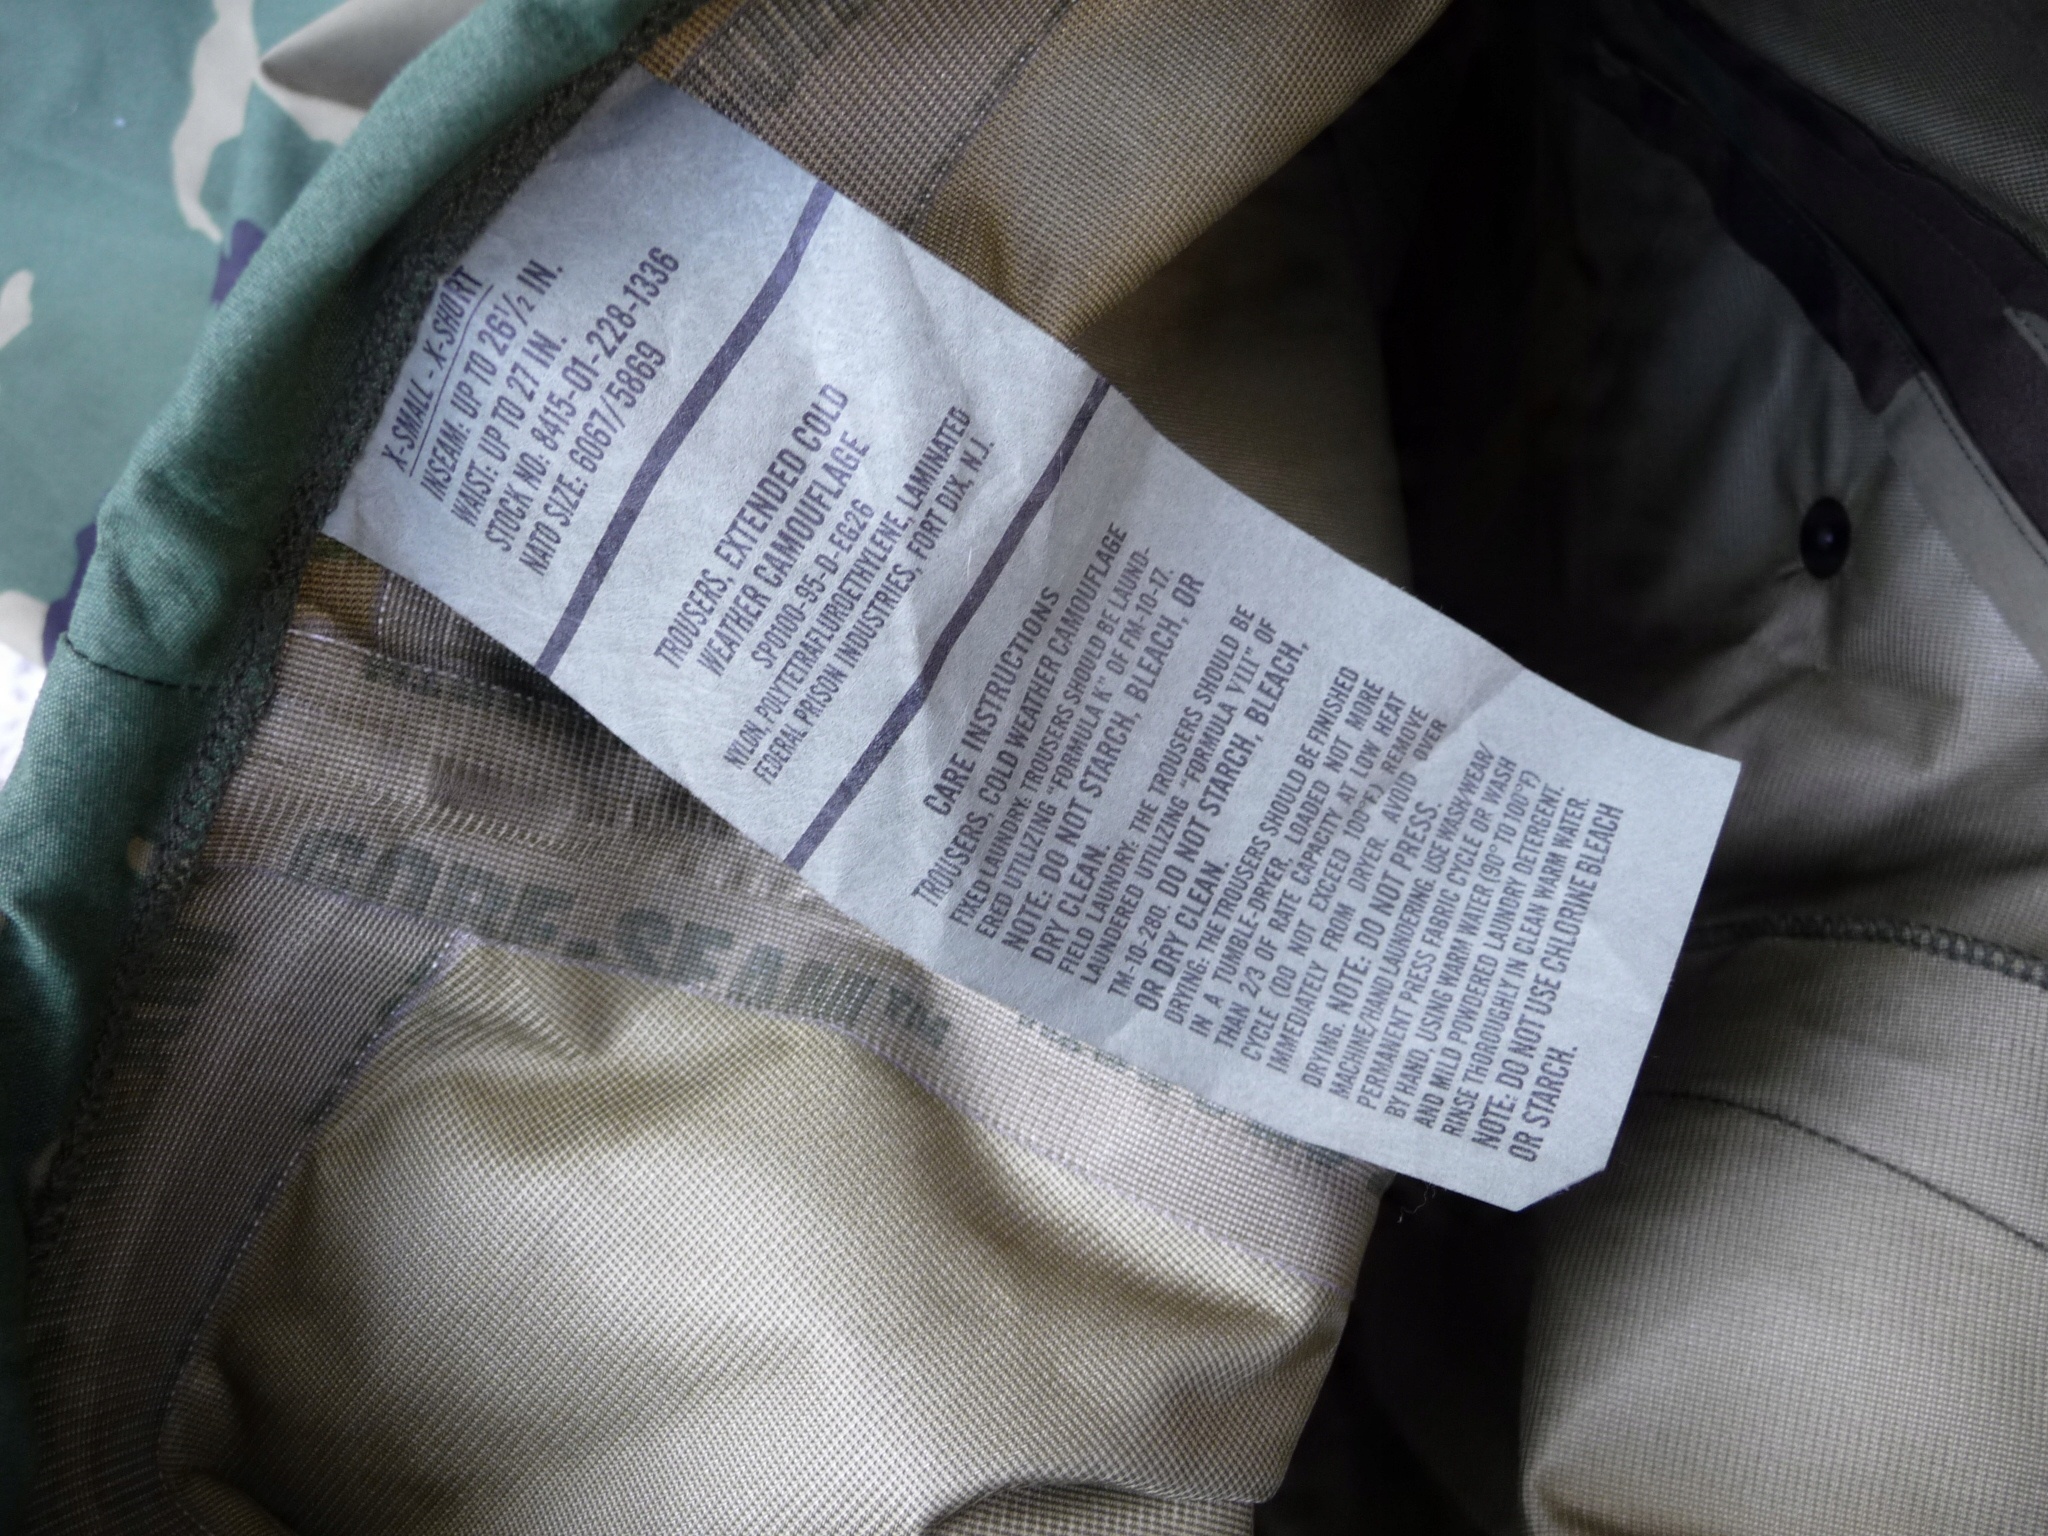 X-SMALL - X-SHORT
INSEAM: UP TO 26 1/2 IN.
WAIST: UP TO 27 IN.
STOCK NO: 8415-01-228-1336
NATO SIZE: 6067/5869
TROUSERS, EXTENDED COLD
WEATHER CAMOUFLAGE
SPO100-95-D-EG26
NYLON, POLYTETRAFLUROETHYLENE, LAMINATED
FEDERAL PRISON INDUSTRIES, FORT DIX, N.J.
CARE INSTRUCTIONS
TROUSERS, COLD WEATHER CAMOUFLAGE
FIXED LAUNDRY: TROUSERS SHOULD BE LAUND-
ERED UTILIZING "FORMULA K" OF FM-10-17.
NOTE: DO NOT STARCH, BLEACH, OR
DRY CLEAN.
FIELD LAUNDRY: THE TROUSERS SHOULD BE
LAUNDERED UTILIZING "FORMULA VIII" OF
TM-10-280. DO NOT STARCH, BLEACH,
OR DRY CLEAN.
DRYING: THE TROUSERS SHOULD BE FINISHED
IN A TUMBLE-DRYER, LOADED NOT MORE
THAN 2/3 OF RATE CAPACITY AT LOW HEAT
CYCLE (DO NOT EXCEED 100°F.) REMOVE
IMMEDIATELY FROM DRYER. AVOID OVER
DRYING. NOTE: DO NOT PRESS.
MACHINE/HAND LAUNDERING. USE WASH-WEAR/
PERMANENT PRESS FABRIC CYCLE OR WASH
BY HAND, USING WARM WATER (90° TO 100°F)
AND MILD POWDERED LAUNDRY DETERGENT.
RINSE THOROUGHLY IN CLEAN WARM WATER.
NOTE: DO NOT USE CHLORINE BLEACH
OR STARCH.
GORE-SEAM